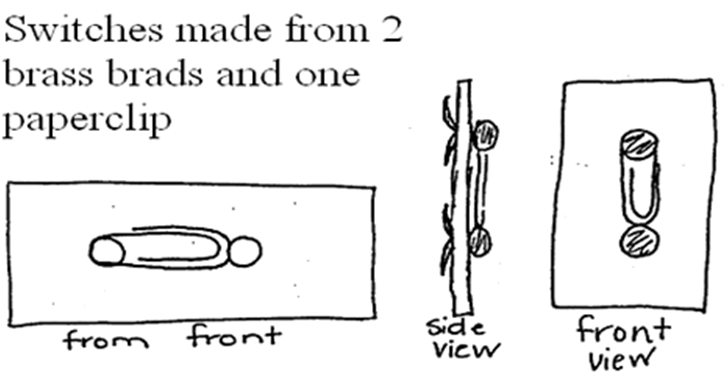 Switches made from 2
brass brads and one
paperclip
from front
side
view
front
view